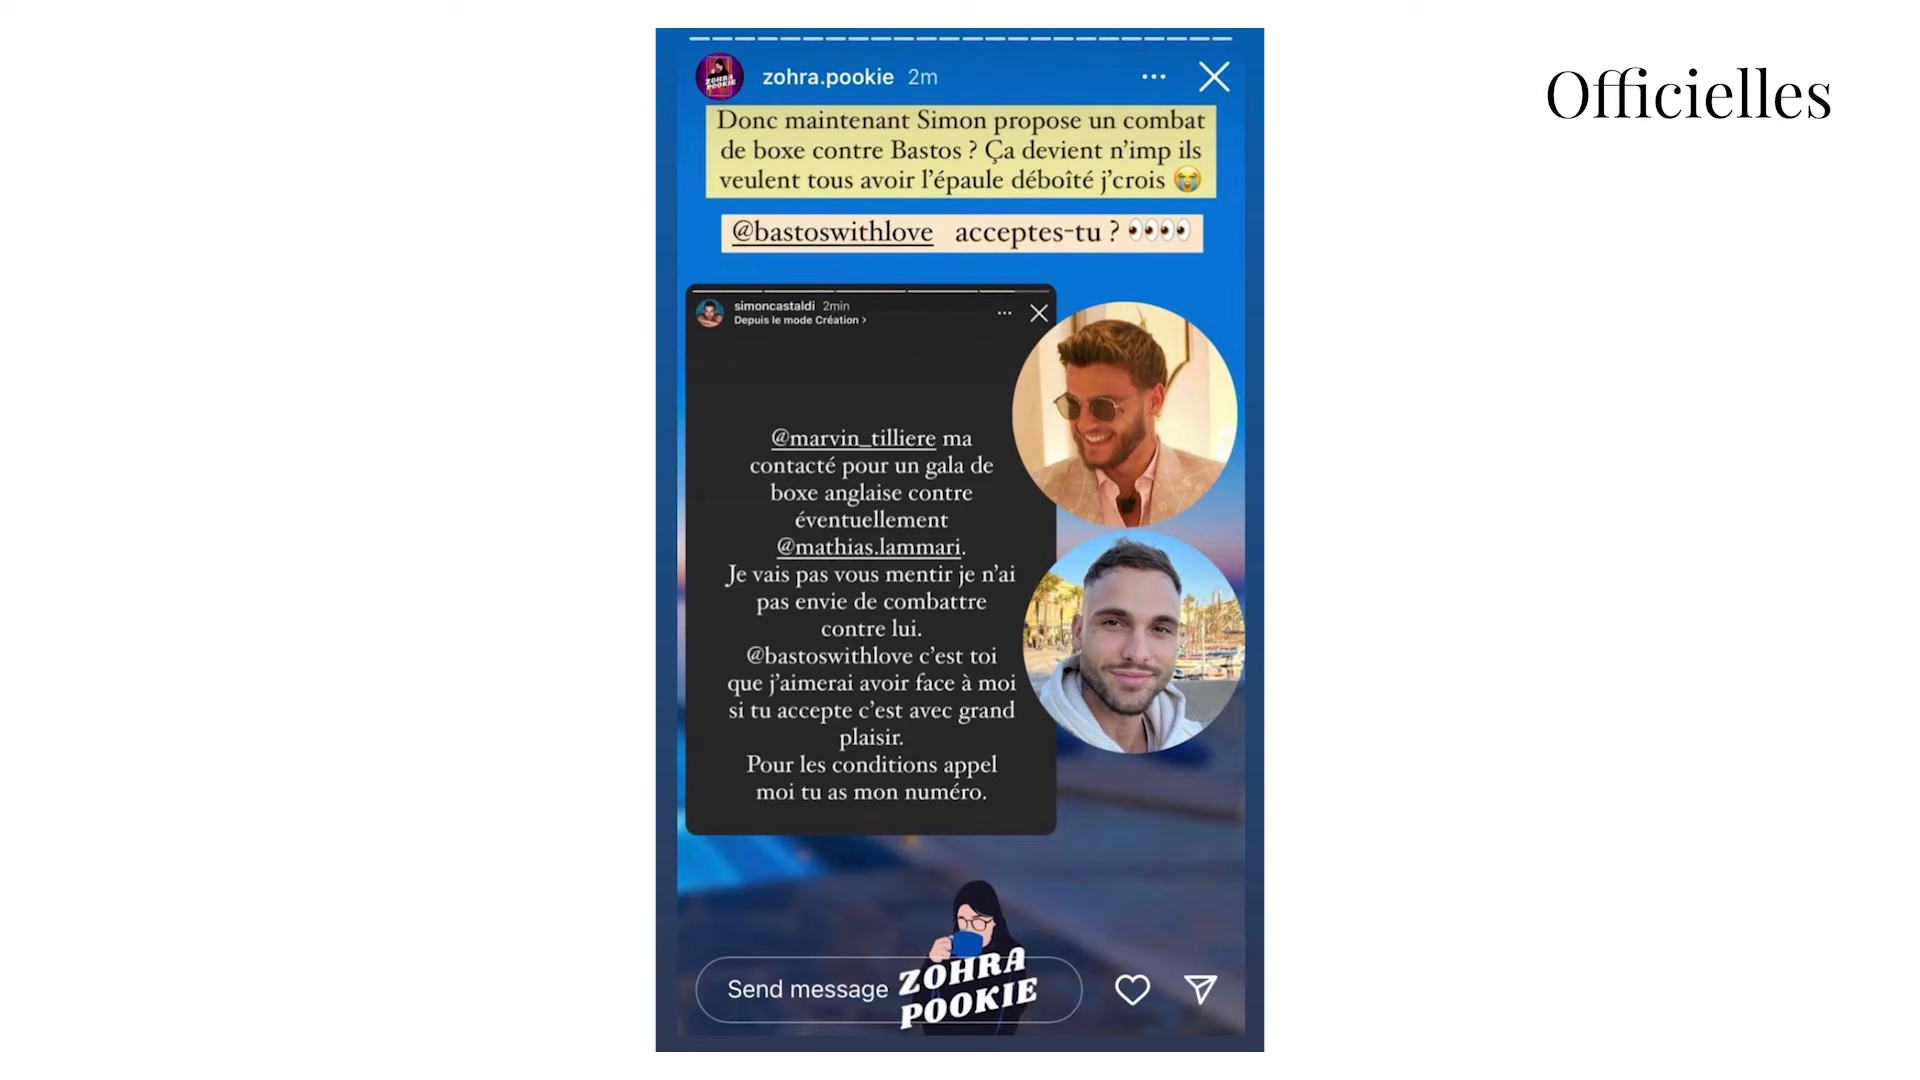 Officielles
zohra.pookie 2m
Donc maintenant Simon propose un combat
de boxe contre Bastos ? Ça devient n'imp ils
veulent tous avoir l'épaule déboîté j'crois 😭
@bastoswithlove acceptes-tu ? 👀👀
simoncastaldi 2min
Depuis le mode Création >
@marvin_tilliere ma
contacté pour un gala de
boxe anglaise contre
éventuellement
@mathias.lammari.
Je vais pas vous mentir je n'ai
pas envie de combattre
contre lui.
@bastoswithlove c'est toi
que j'aimerai avoir face à moi
si tu accepte c'est avec grand
plaisir.
Pour les conditions appel
moi tu as mon numéro.
Send message
ZOHRA
POOKIE